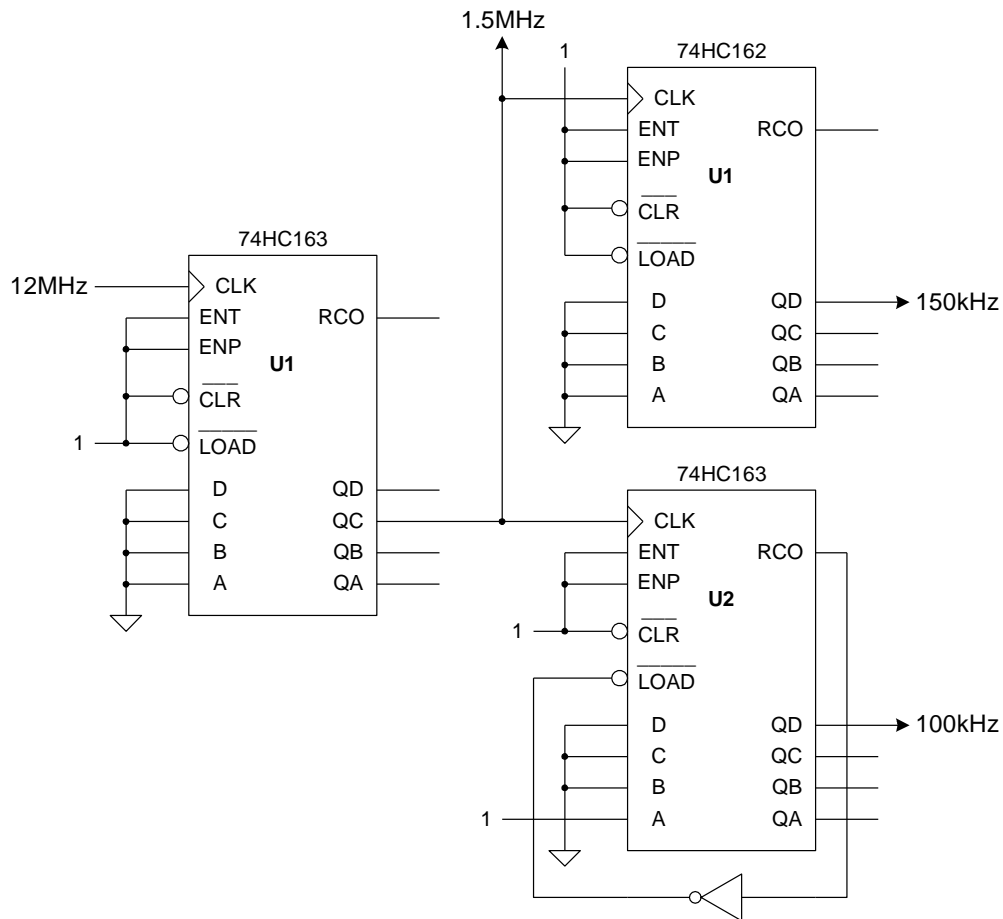 1.5MHz
1
74HC162
CLK
ENT
RCO
ENP
U1
CLR
LOAD
D
QD
150kHz
C
QC
B
QB
A
QA
74HC163
12MHz
CLK
ENT
RCO
ENP
U1
CLR
1
LOAD
D
QD
C
QC
B
QB
A
QA
74HC163
CLK
ENT
RCO
ENP
U2
1
CLR
LOAD
D
QD
100kHz
C
QC
B
QB
1
A
QA